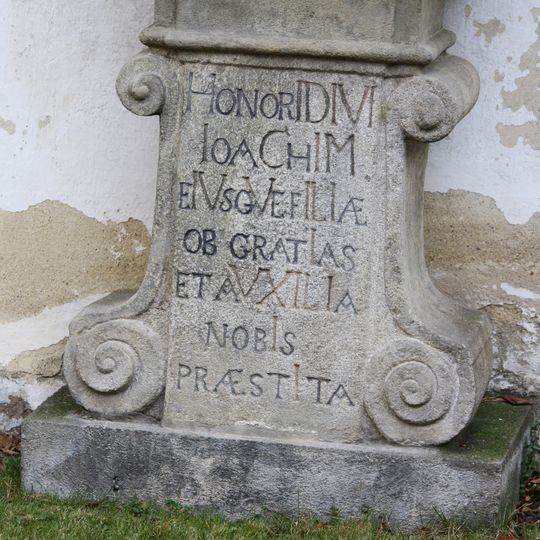 HONORI DIVI
IOACHIM
EIVSQVE FILIÆ
OB GRATIAS
ET AVXILIA
NOBIS
PRÆSTITA